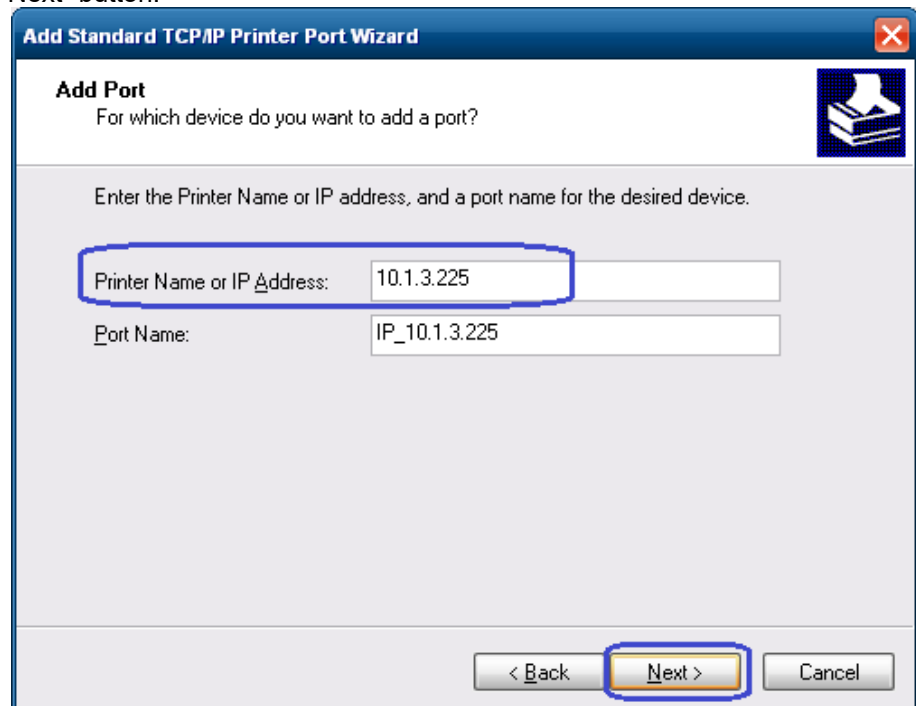 Add Standard TCP/IP Printer Port Wizard
Add Port
For which device do you want to add a port?
Enter the Printer Name or IP address, and a port name for the desired device.
Printer Name or IP Address: 10.1.3.225
Port Name: IP_10.1.3.225
< Back Next > Cancel